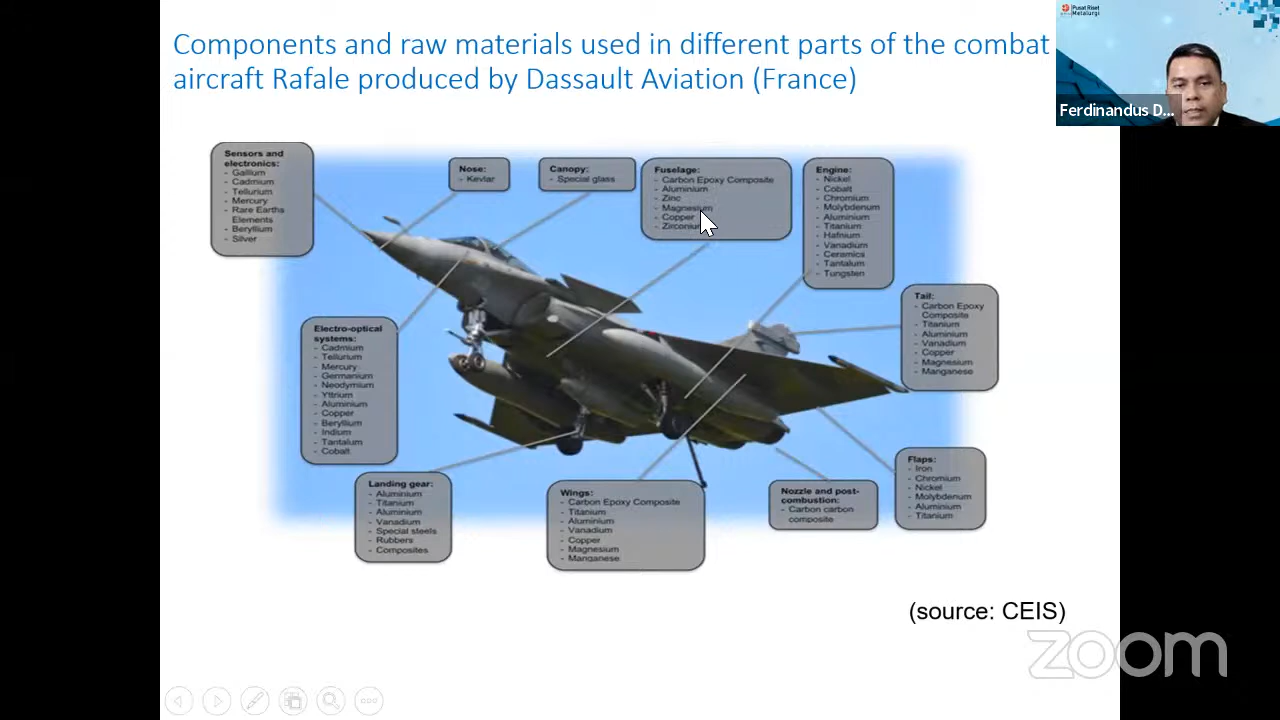 Components and raw materials used in different parts of the combat
aircraft Rafale produced by Dassault Aviation (France)
Pusat Riset
Metalurgi
Ferdinandus D...
Sensors and
electronics:
- Gallium
- Cadmium
- Tellurium
- Mercury
- Rare Eartha
Elements
- Beryllium
- Silver
Nose:
- Kevlar
Canopy:
- Special glass
Fuselage:
- Carbon Epoxy Composite
- Aluminium
- Zinc
- Magnesium
- Copper
- Zirconium
Engine:
- Nickel
- Cobalt
- Chromium
- Molybdenum
- Aluminium
- Titanium
- Hafnium
- Vanadium
- Ceramics
- Tantalum
- Tungsten
Tail:
- Carbon Epoxy
Composite
- Titanium
- Aluminium
- Vanadium
- Copper
- Magnesium
- Manganese
Electro-optical
systems:
- Cadmium
- Tellurium
- Mercury
- Germanium
- Neodymium
- Yttrium
- Aluminium
- Copper
- Beryllium
- Indium
- Tantalum
- Cobalt
Landing gear:
- Aluminium
- Titanium
- Aluminium
- Vanadium
- Special steels
- Rubbers
- Composites
Wings:
- Carbon Epoxy Composite
- Titanium
- Aluminium
- Vanadium
- Copper
- Magnesium
- Manganese
Nozzle and post-
combustion:
- Carbon carbon
composite
Flaps:
- Iron
- Chromium
- Nickel
- Molybdenum
- Aluminium
- Titanium
(source: CEIS)
zoom